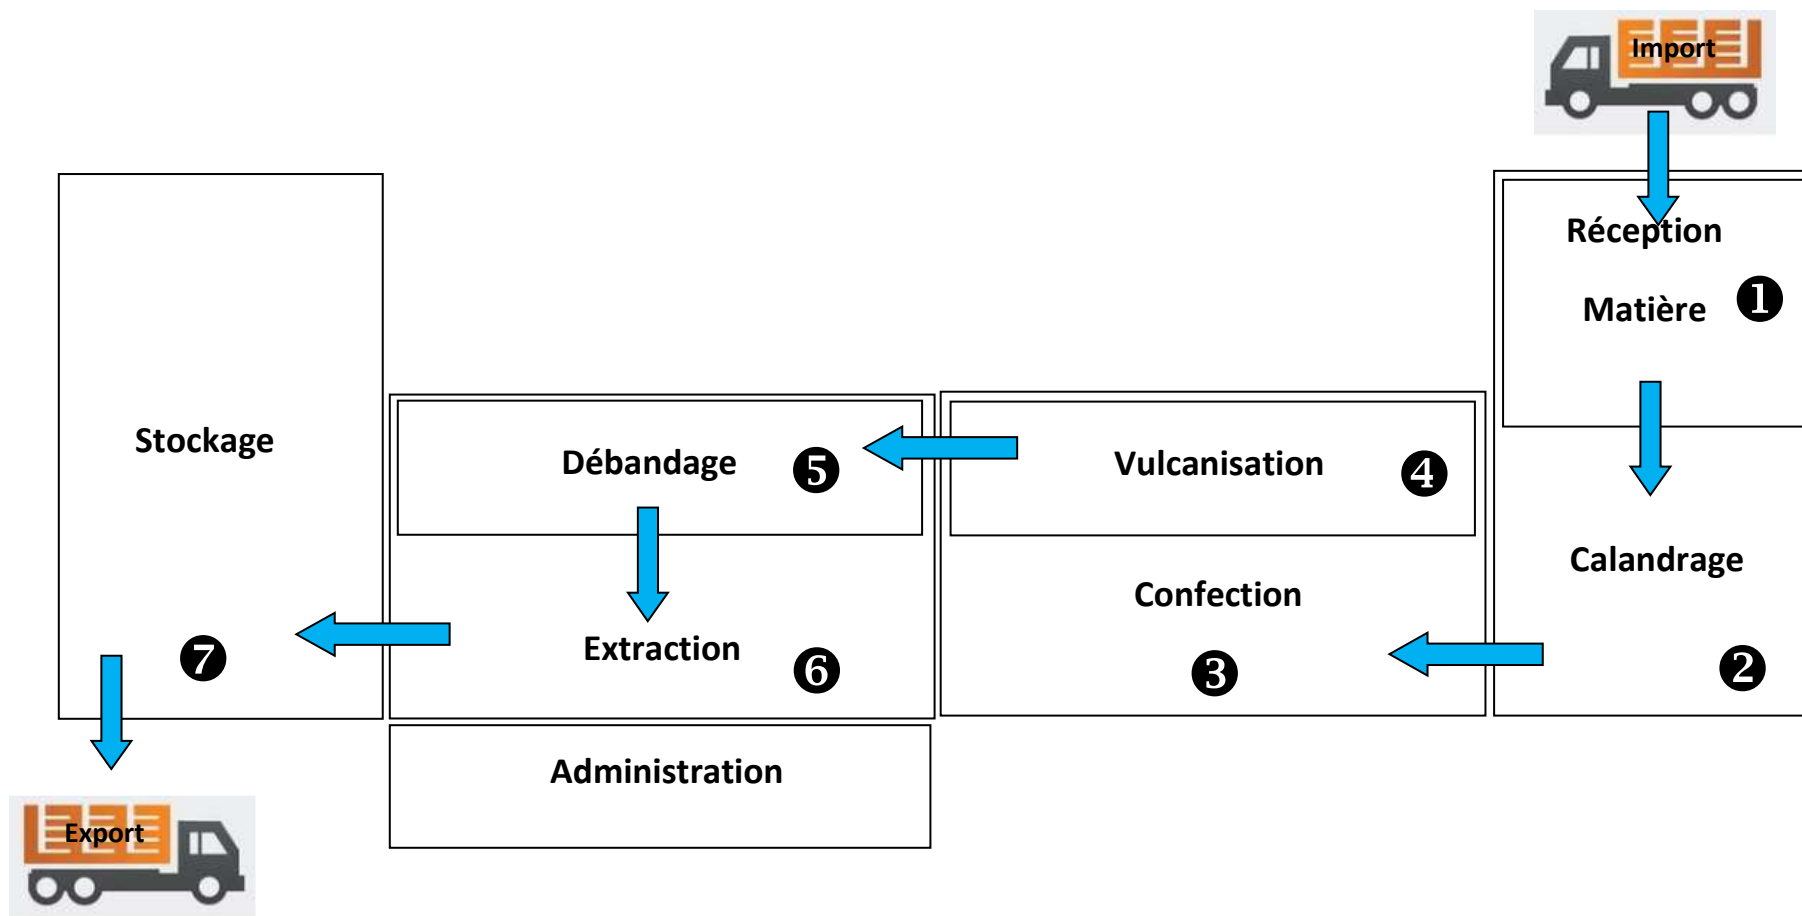 Import
Réception
Matière
❶
Calandrage
❷
Confection
❸
Vulcanisation
❹
Débandage
❺
Extraction
❻
Stockage
❼
Administration
Export